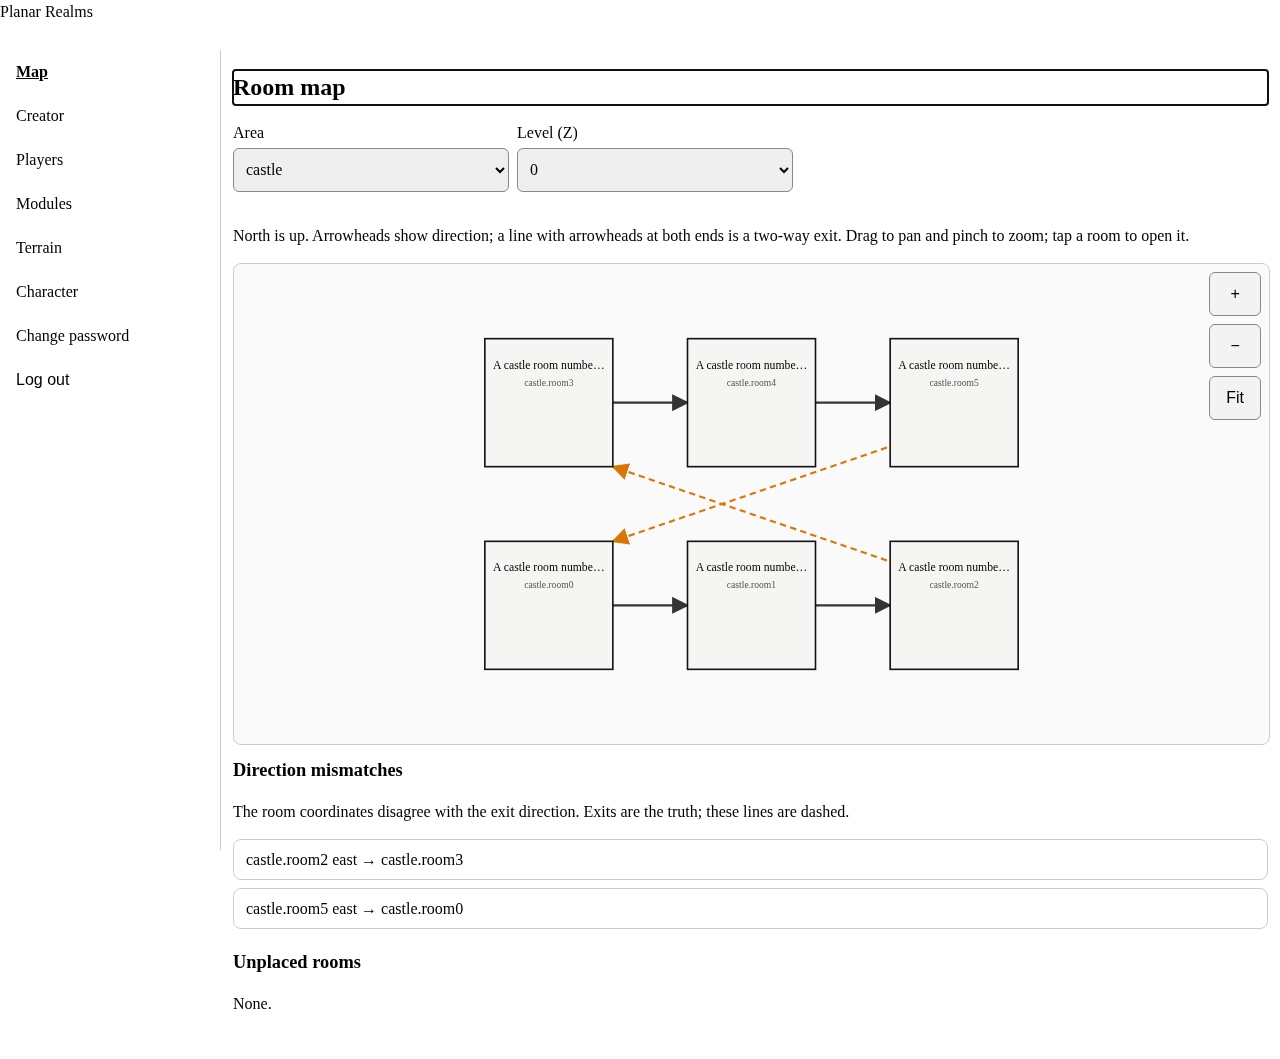 Planar Realms
Map
Creator
Players
Modules
Terrain
Character
Change password
Log out
Room map
Area
Level (Z)
castle
0
North is up. Arrowheads show direction; a line with arrowheads at both ends is a two-way exit. Drag to pan and pinch to zoom; tap a room to open it.
+
−
Fit
A castle room numbe…
castle.room3
A castle room numbe…
castle.room4
A castle room numbe…
castle.room5
A castle room numbe…
castle.room0
A castle room numbe…
castle.room1
A castle room numbe…
castle.room2
Direction mismatches
The room coordinates disagree with the exit direction. Exits are the truth; these lines are dashed.
castle.room2 east → castle.room3
castle.room5 east → castle.room0
Unplaced rooms
None.